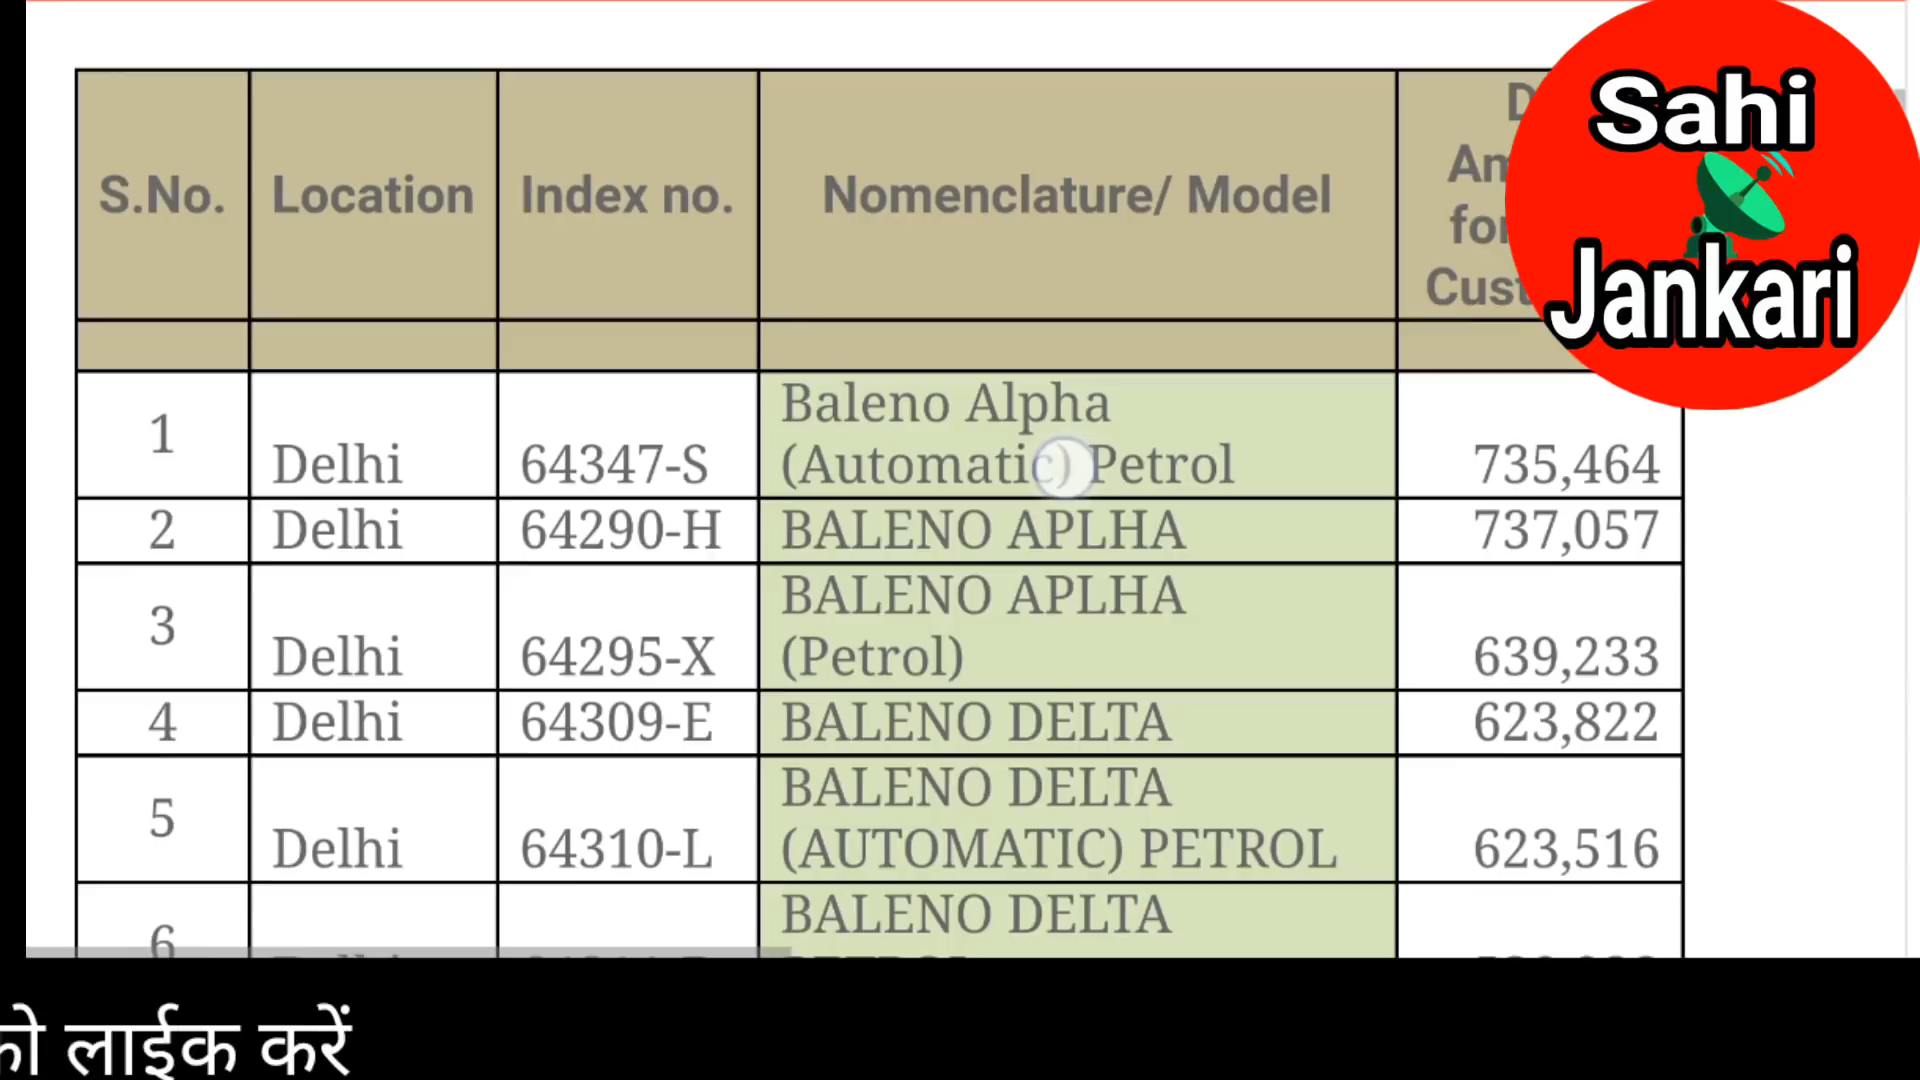 S.No. Location Index no. Nomenclature/ Model
Sahi
Jankari
1 Delhi 64347-S Baleno Alpha
(Automatic) Petrol 735,464
2 Delhi 64290-H BALENO APLHA 737,057
3 Delhi 64295-X BALENO APLHA
(Petrol) 639,233
4 Delhi 64309-E BALENO DELTA 623,822
5 Delhi 64310-L BALENO DELTA
(AUTOMATIC) PETROL 623,516
6 BALENO DELTA
को लाईक करें